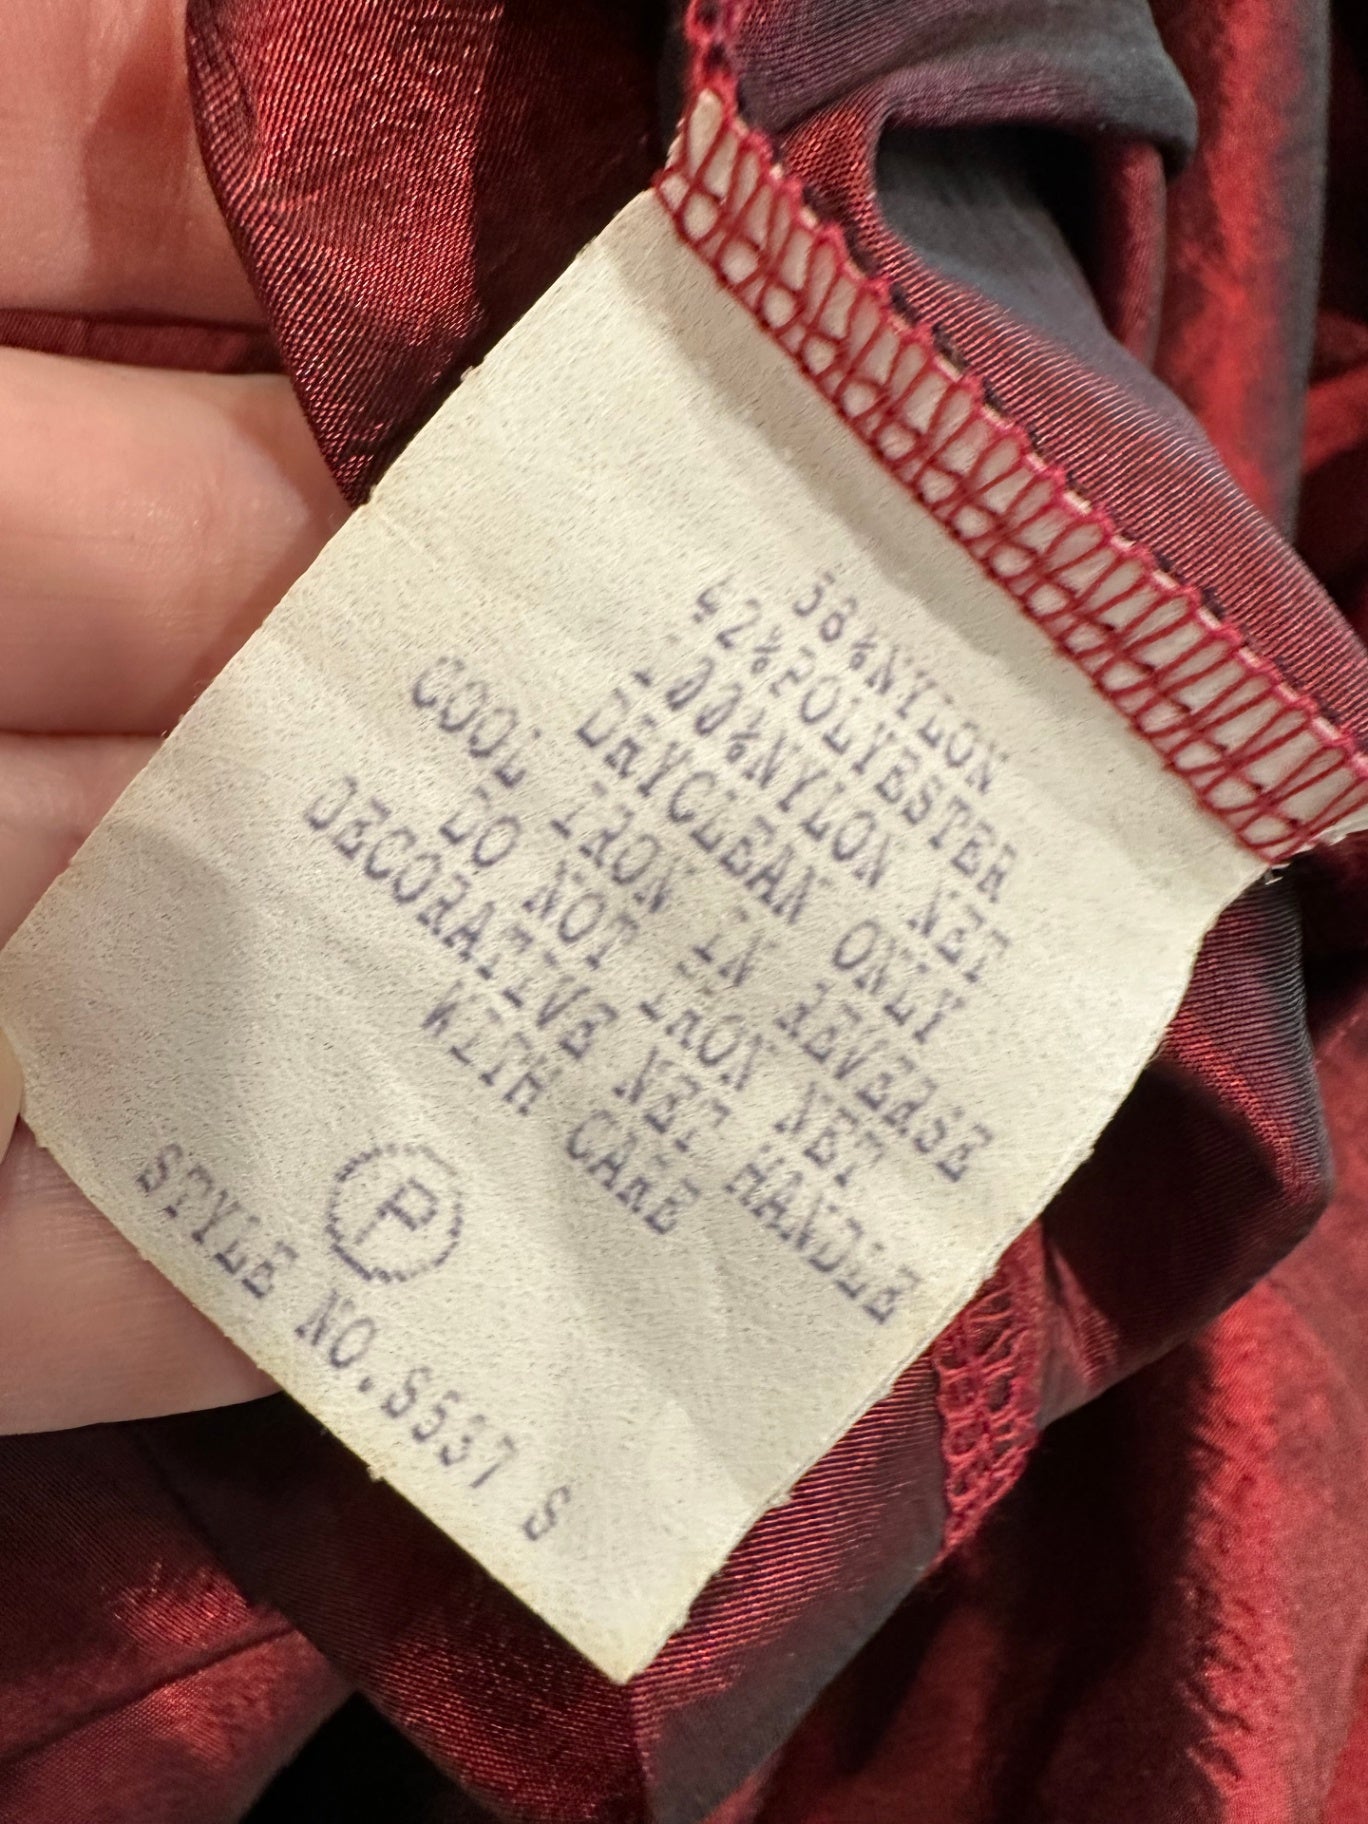 58%NYLON
42%POLYESTER
100%NYLON NET
DRYCLEAN ONLY
COOL IRON IN REVERSE
DO NOT IRON NET
DECORATIVE NET HANDLE
WITH CARE
P
STYLE NO.S537 S